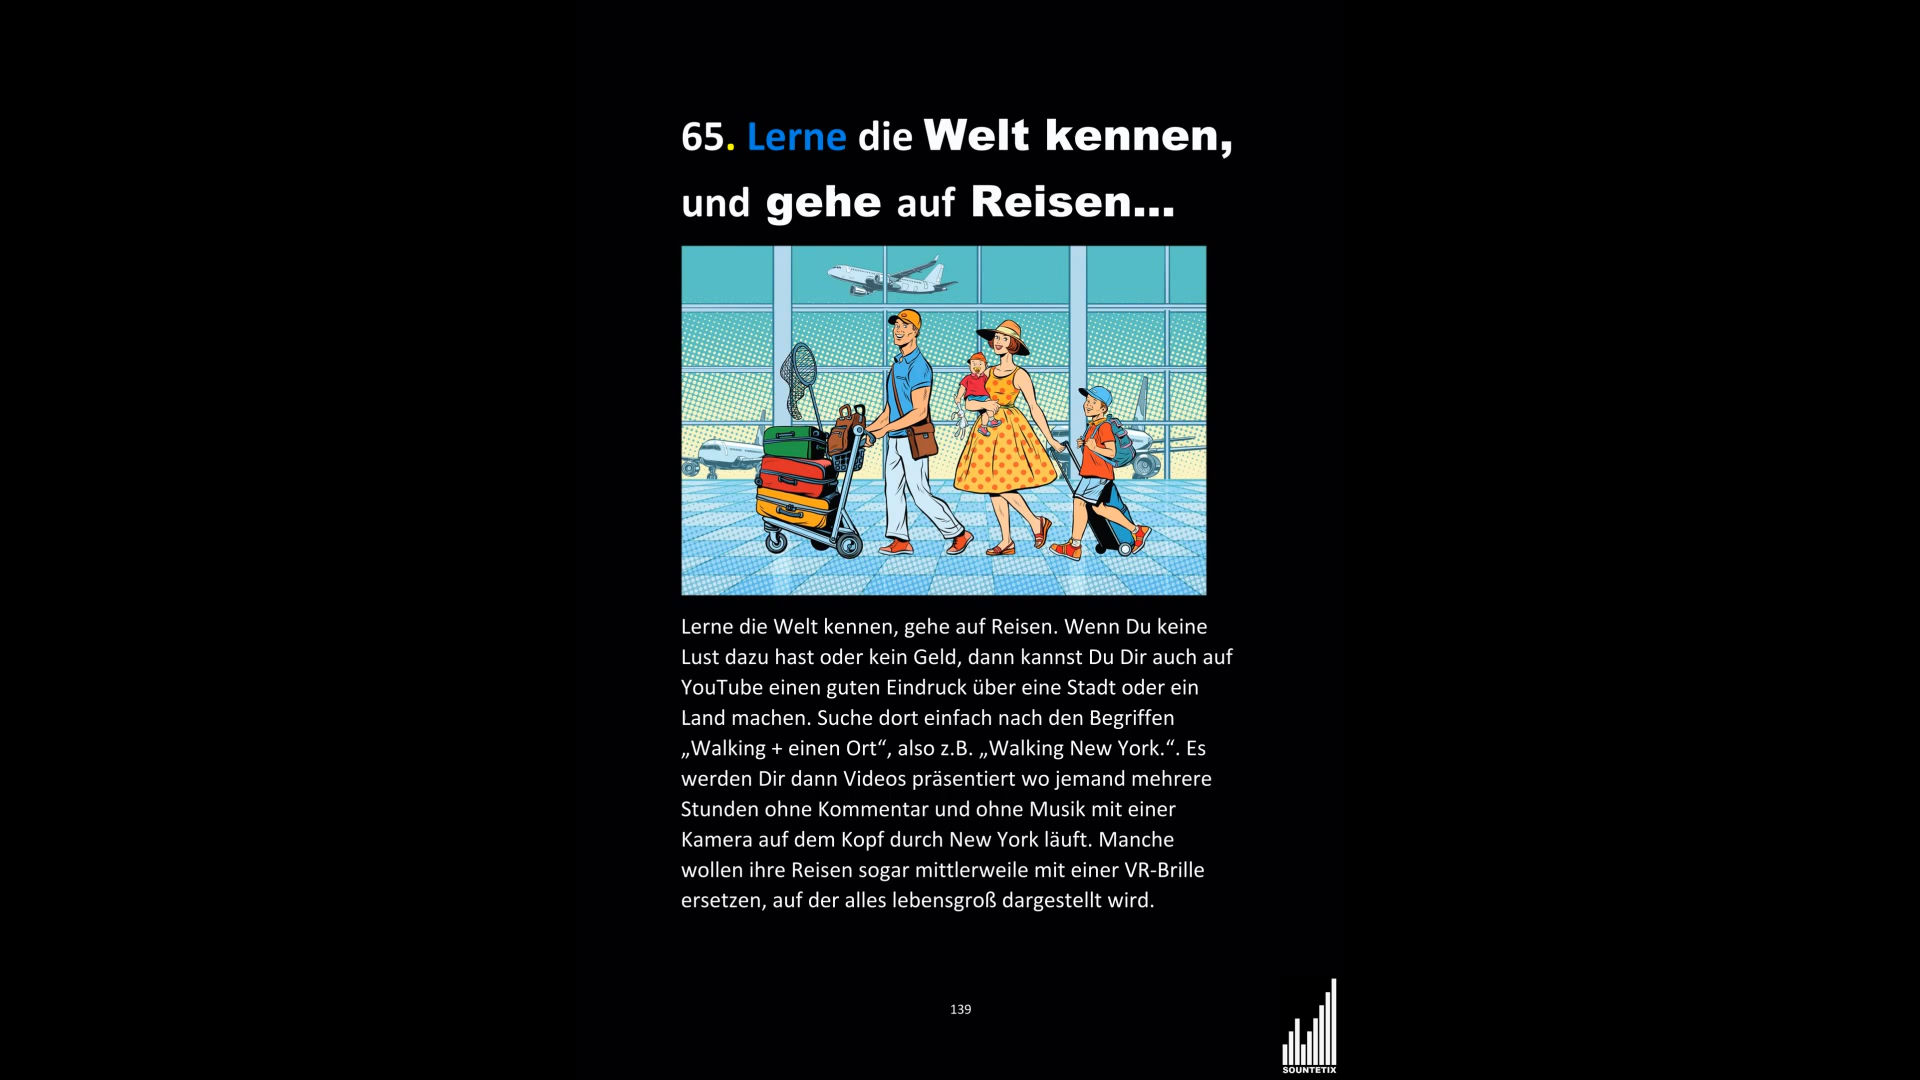 65. Lerne die Welt kennen,
und gehe auf Reisen...
Lerne die Welt kennen, gehe auf Reisen. Wenn Du keine
Lust dazu hast oder kein Geld, dann kannst Du Dir auch auf
YouTube einen guten Eindruck über eine Stadt oder ein
Land machen. Suche dort einfach nach den Begriffen
„Walking + einen Ort“, also z.B. „Walking New York.“. Es
werden Dir dann Videos präsentiert wo jemand mehrere
Stunden ohne Kommentar und ohne Musik mit einer
Kamera auf dem Kopf durch New York läuft. Manche
wollen ihre Reisen sogar mittlerweile mit einer VR-Brille
ersetzen, auf der alles lebensgroß dargestellt wird.
139
SOUNTETIX